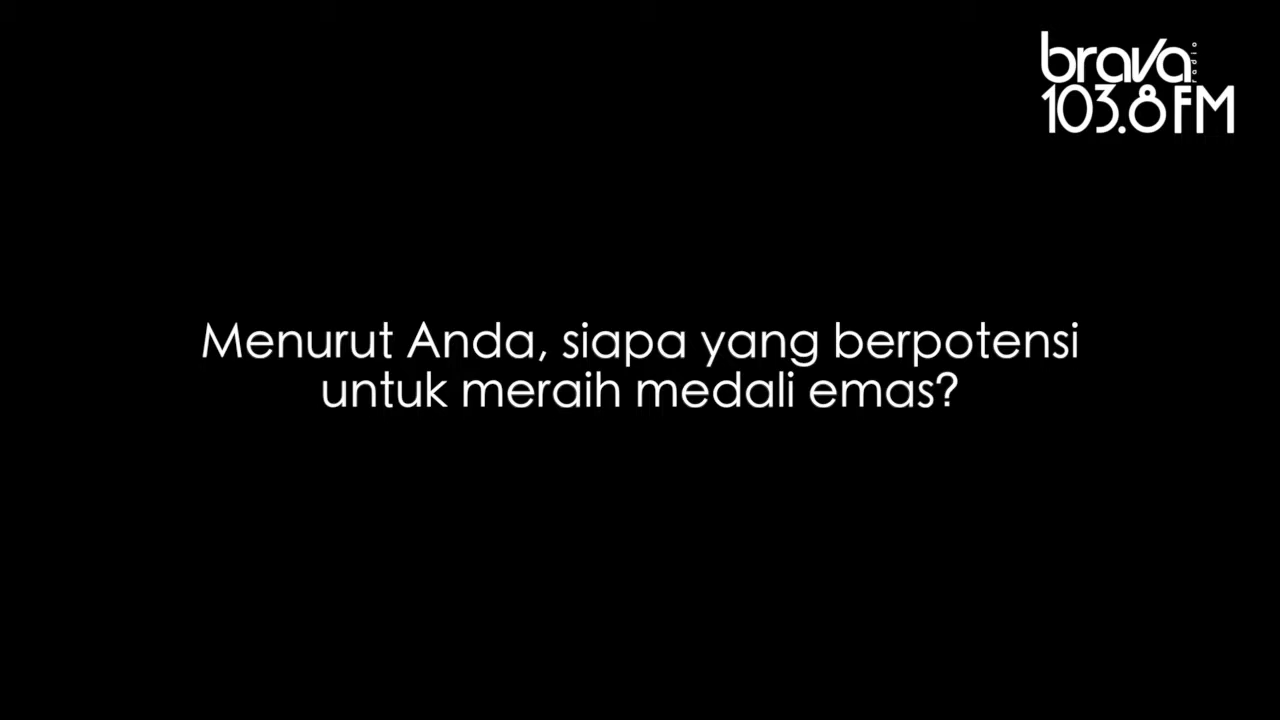 brava
radio
103.8FM
Menurut Anda, siapa yang berpotensi
untuk meraih medali emas?